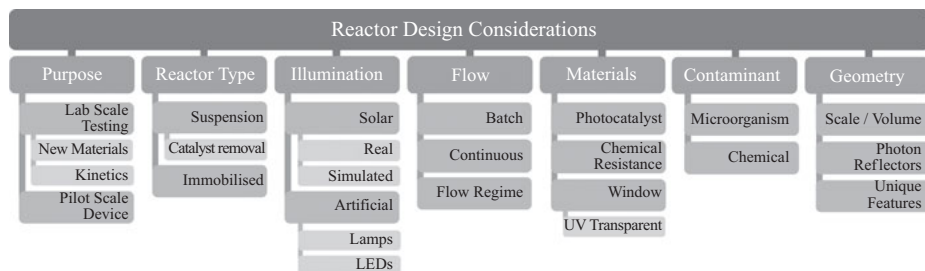 Reactor Design Considerations
Purpose
Lab Scale
Testing
New Materials
Kinetics
Pilot Scale
Device
Reactor Type
Suspension
Catalyst removal
Immobilised
Illumination
Solar
Real
Simulated
Artificial
Lamps
LEDs
Flow
Batch
Continuous
Flow Regime
Materials
Photocatalyst
Chemical
Resistance
Window
UV Transparent
Contaminant
Microorganism
Chemical
Geometry
Scale / Volume
Photon
Reflectors
Unique
Features